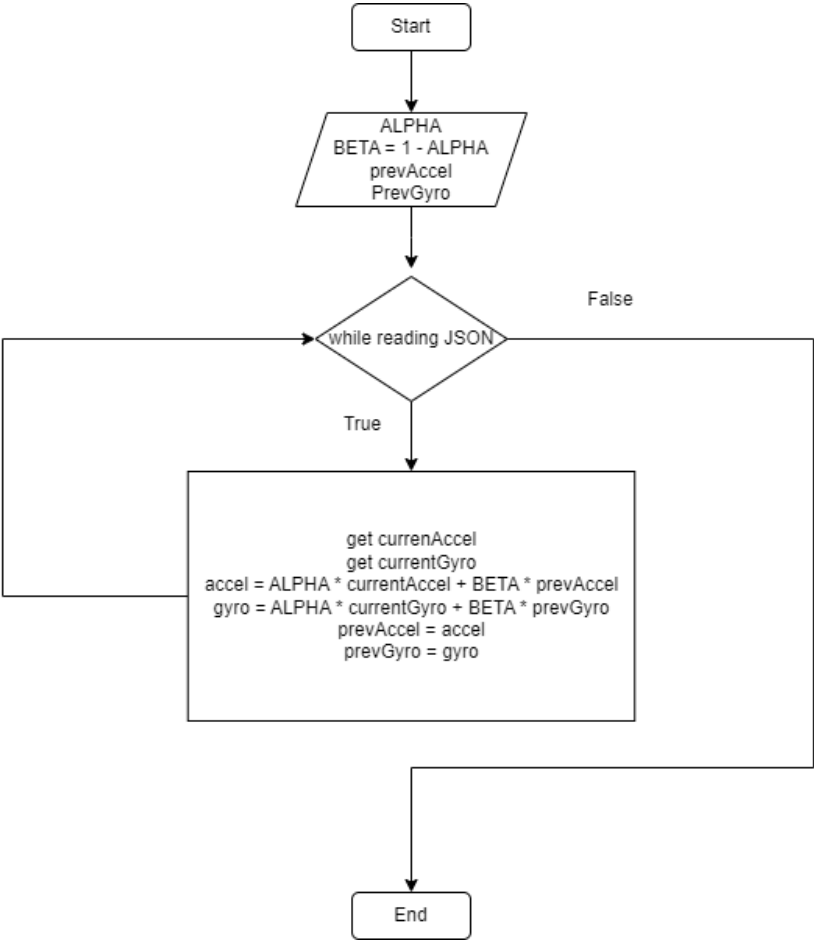 Start
ALPHA
BETA = 1 - ALPHA
prevAccel
PrevGyro
False
while reading JSON
True
get currenAccel
get currentGyro
accel = ALPHA * currentAccel + BETA * prevAccel
gyro = ALPHA * currentGyro + BETA * prevGyro
prevAccel = accel
prevGyro = gyro
End